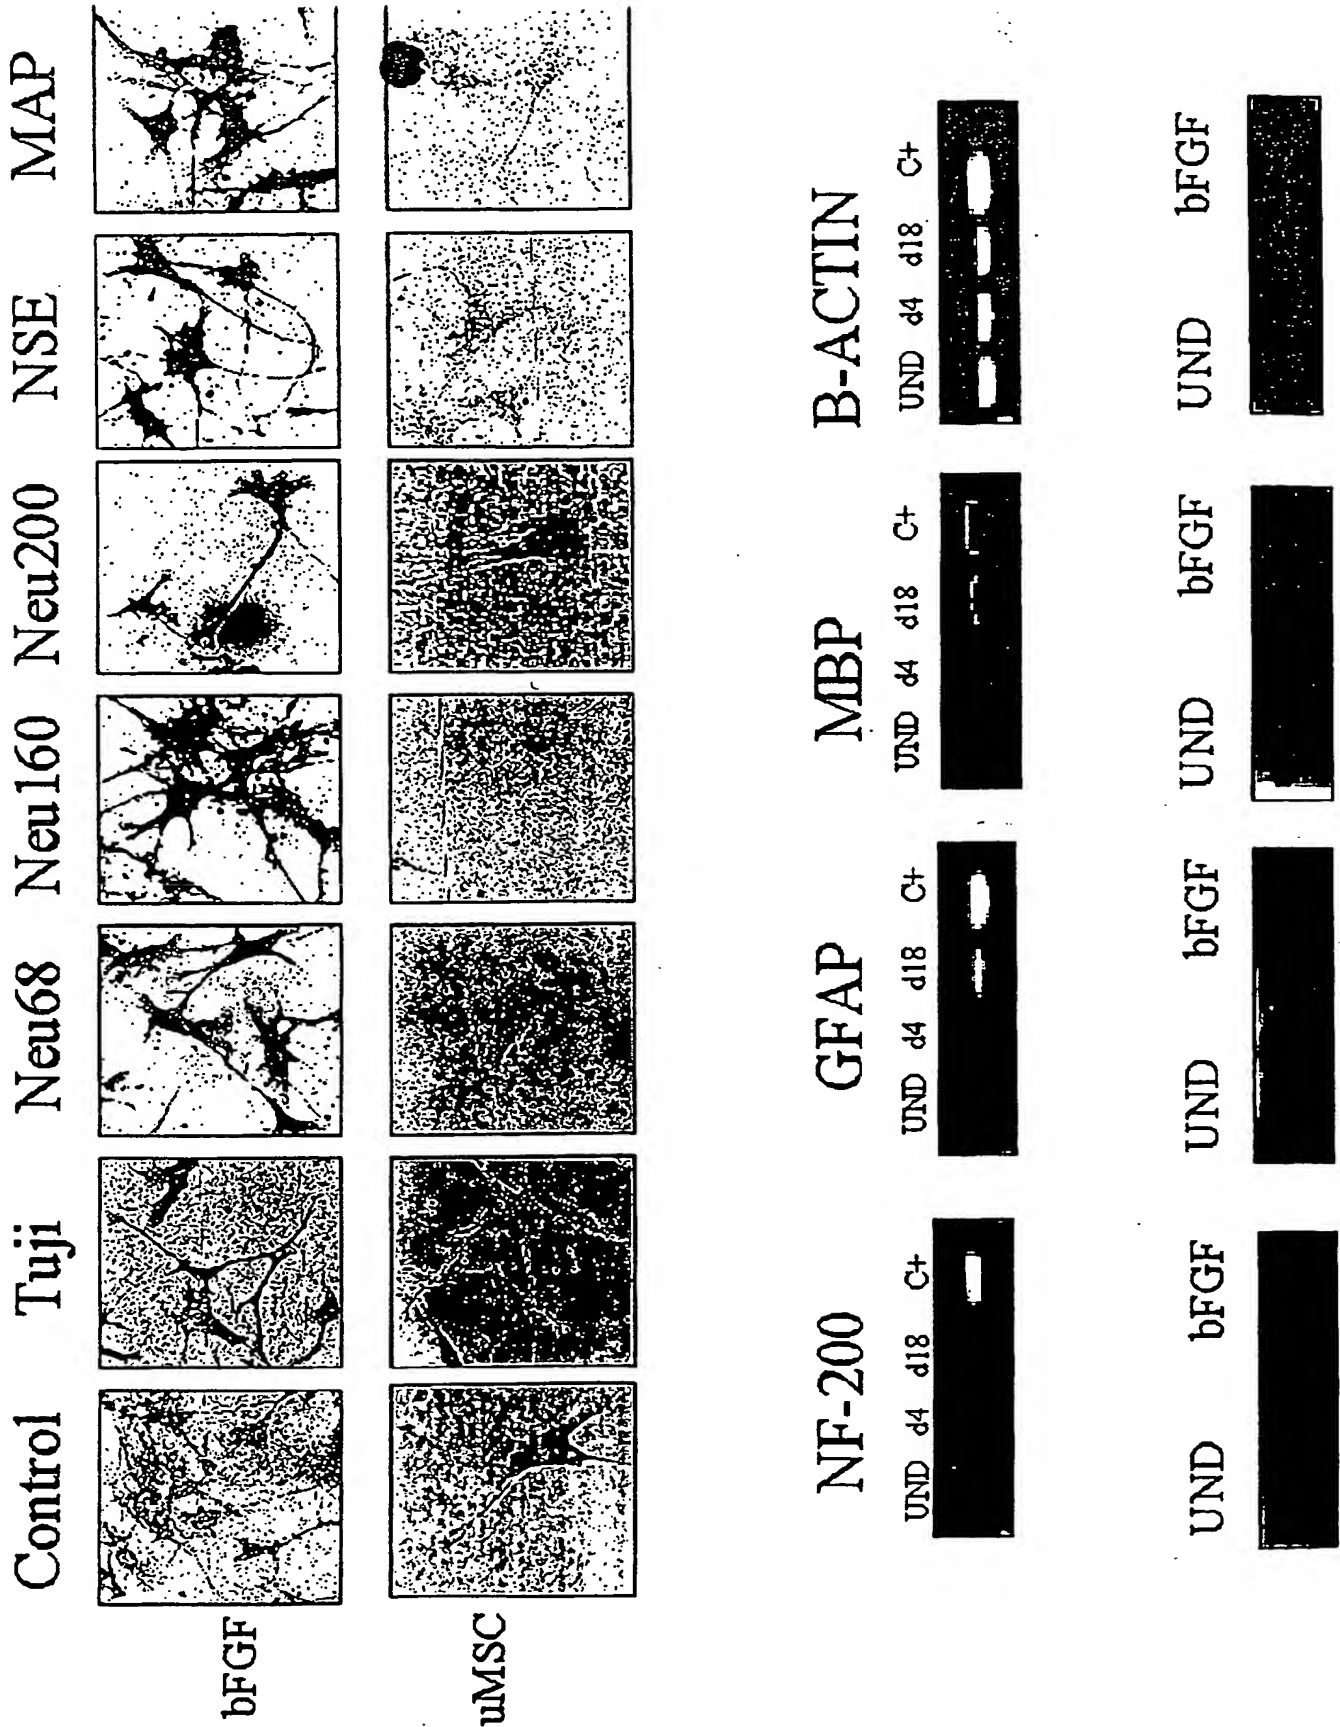 Control Tuji Neu68 Neu160 Neu200 NSE MAP
bFGF
uMSC
NF-200 GFAP MBP B-ACTIN
UND d4 d18 C+ UND d4 d18 C+ UND d4 d18 C+ UND d4 d18 C+
UND bFGF UND bFGF UND bFGF UND bFGF